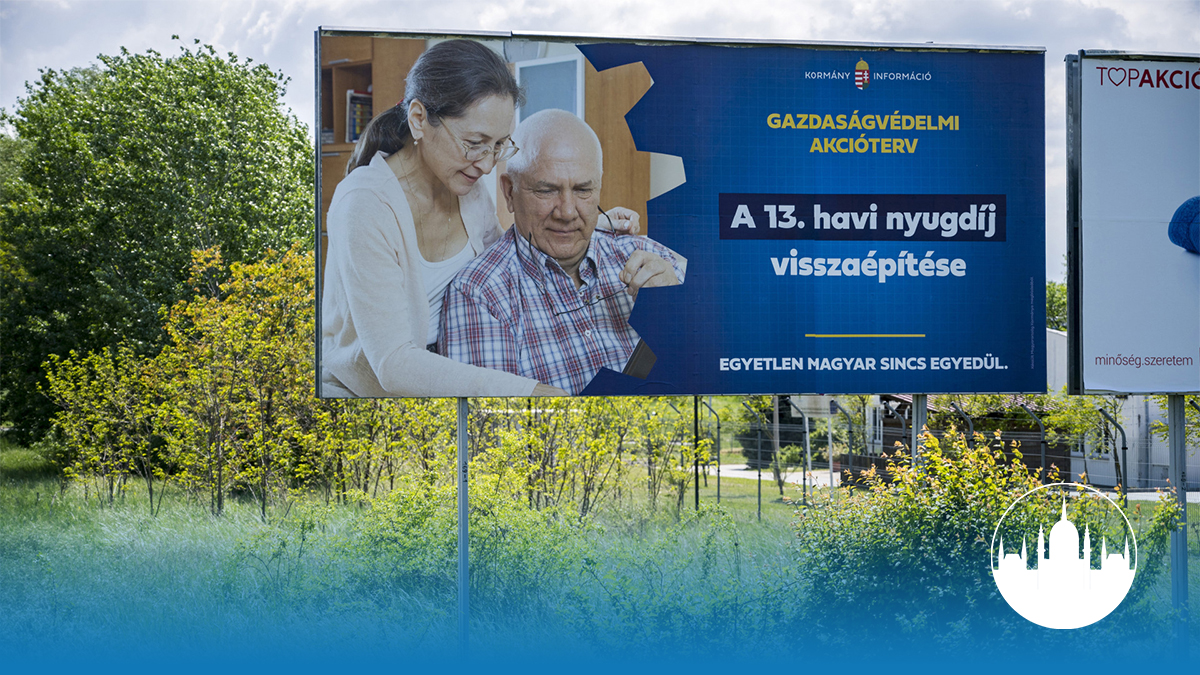 KORMÁNY INFORMÁCIÓ
GAZDASÁGVÉDELMI
AKCIÓTERV
A 13. havi nyugdíj
visszaépítése
EGYETLEN MAGYAR SINCS EGYEDÜL.
TOPAKCIÓ
minőség.szeretem